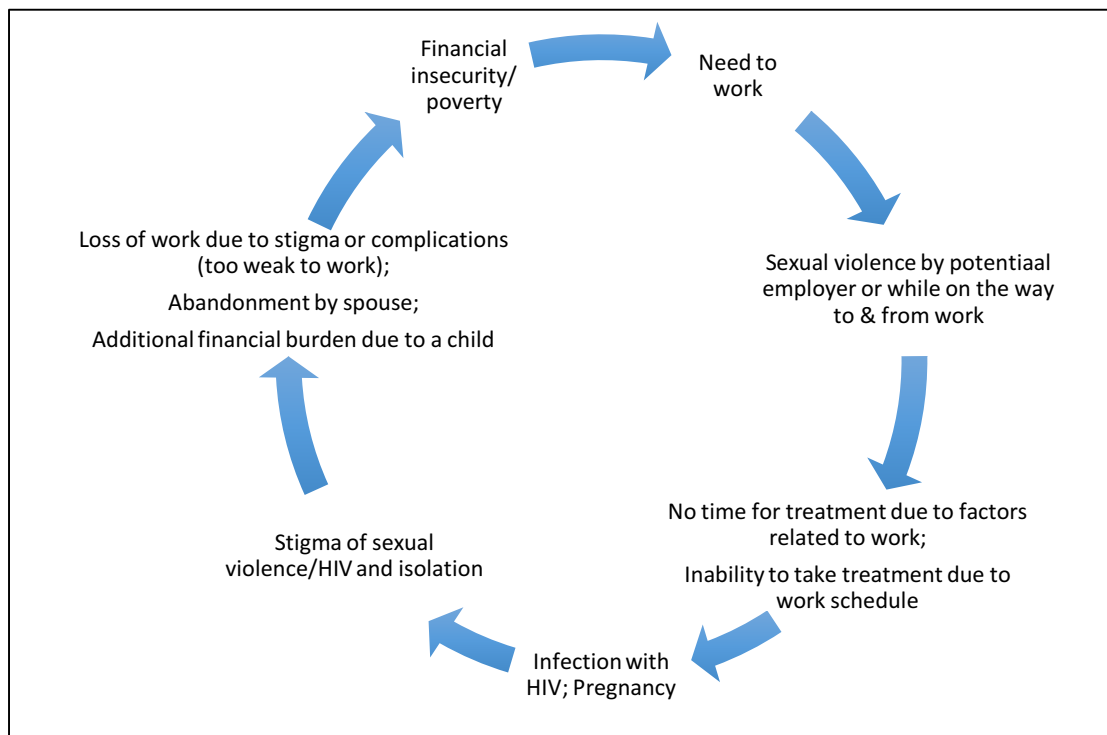 Financial
insecurity/
poverty
Need to
work
Sexual violence by potentiaal
employer or while on the way
to & from work
No time for treatment due to factors
related to work;
Inability to take treatment due to
work schedule
Infection with
HIV; Pregnancy
Stigma of sexual
violence/HIV and isolation
Loss of work due to stigma or complications
(too weak to work);
Abandonment by spouse;
Additional financial burden due to a child